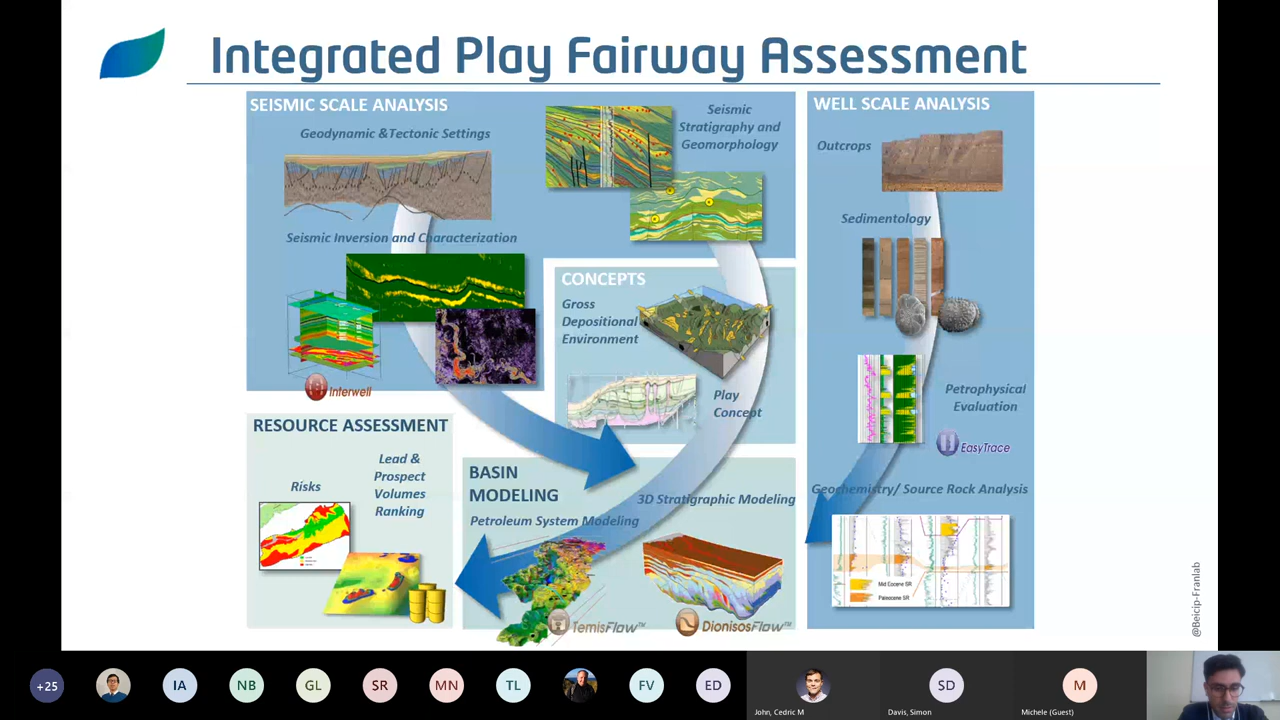 Integrated Play Fairway Assessment
SEISMIC SCALE ANALYSIS
Geodynamic &Tectonic Settings
Seismic
Stratigraphy and
Geomorphology
Seismic Inversion and Characterization
Interwell
CONCEPTS
Gross
Depositional
Environment
Play
Concept
WELL SCALE ANALYSIS
Outcrops
Sedimentology
Petrophysical
Evaluation
EasyTrace
Geochemistry/ Source Rock Analysis
Mid Eocene SR
Paleocene SR
RESOURCE ASSESSMENT
Risks
Lead &
Prospect
Volumes
Ranking
BASIN
MODELING
Petroleum System Modeling
3D Stratigraphic Modeling
TemisFlow™
DionisosFlow™
@Beicip-Franlab
+25
IA
NB
GL
SR
MN
TL
FV
ED
John, Cedric M
SD
Davis, Simon
M
Michele (Guest)